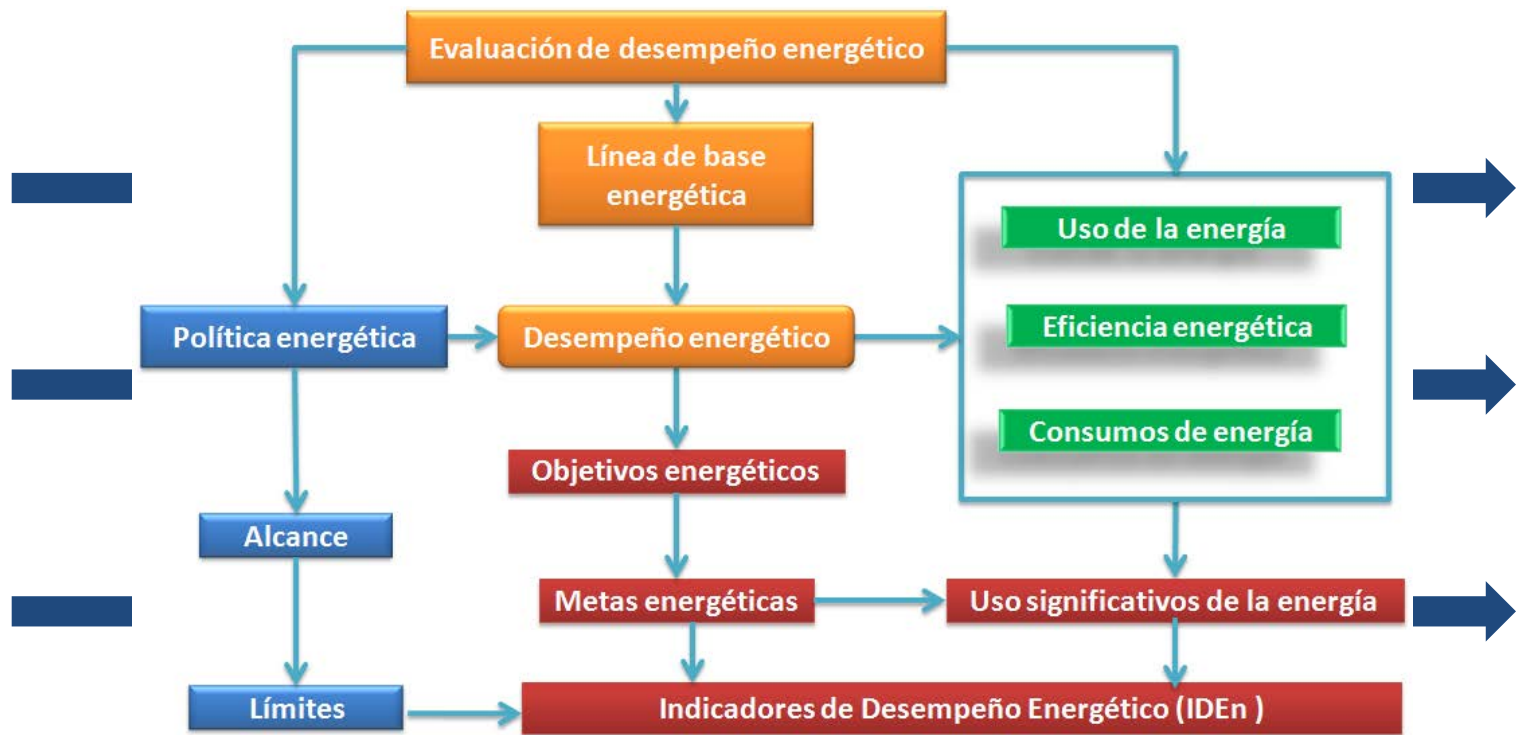 Evaluación de desempeño energético
Línea de base
energética
Uso de la energía
Política energética
Desempeño energético
Eficiencia energética
Consumos de energía
Objetivos energéticos
Alcance
Metas energéticas
Uso significativos de la energía
Límites
Indicadores de Desempeño Energético (IDEn )